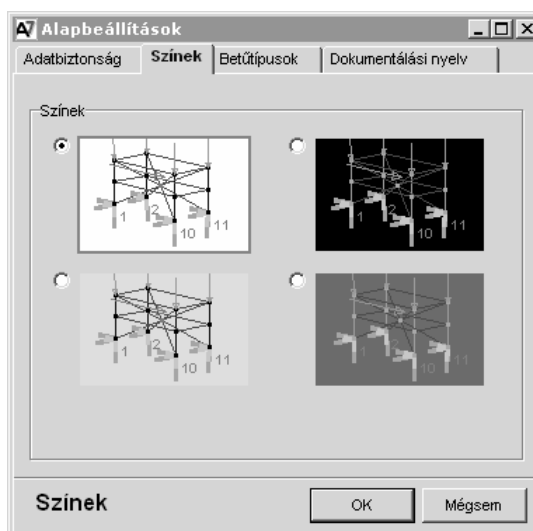 A7 Alapbeállítások
Adatbiztonság Színek Betűtípusok Dokumentálási nyelv
Színek
1 2 10 11
1 2 10 11
1 2 10 11
1 2 10 11
Színek OK Mégsem